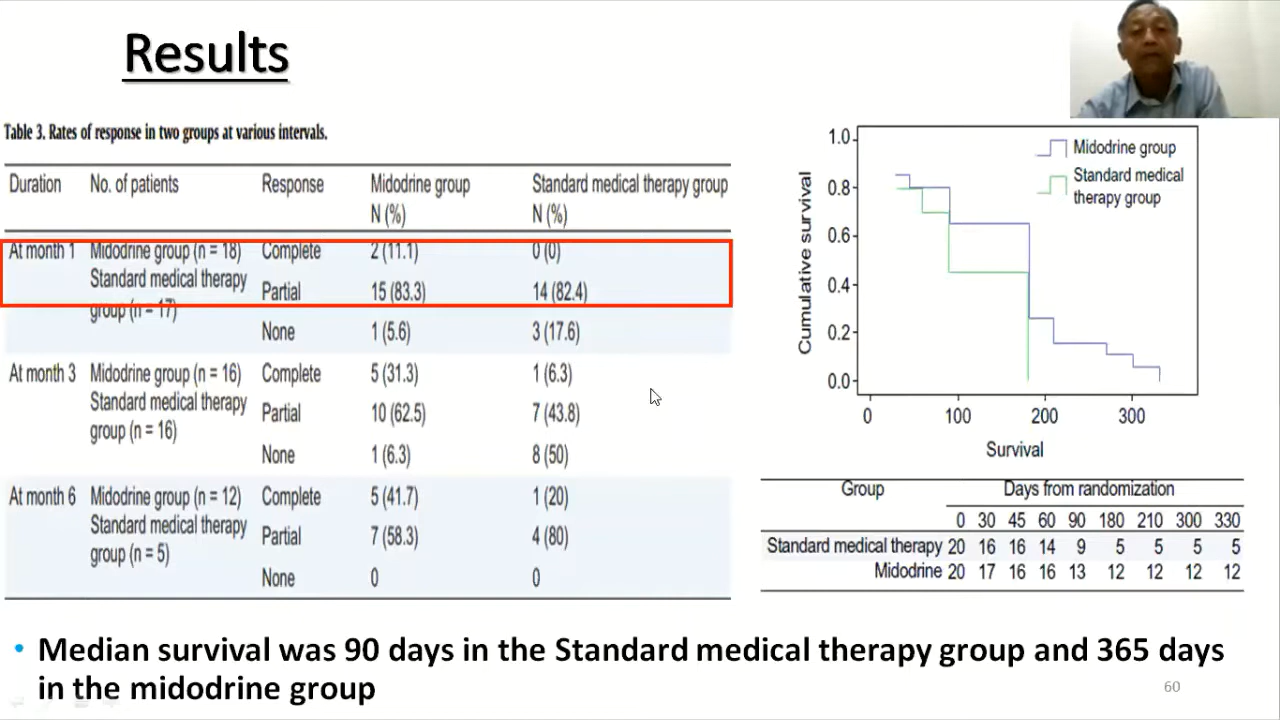 Results
Table 3. Rates of response in two groups at various intervals.
Duration No. of patients Response Midodrine group Standard medical therapy group
N (%) N (%)
At month 1 Midodrine group (n = 18) Complete 2 (11.1) 0 (0)
Standard medical therapy
group (n = 17)
Partial 15 (83.3) 14 (82.4)
None 1 (5.6) 3 (17.6)
At month 3 Midodrine group (n = 16) Complete 5 (31.3) 1 (6.3)
Standard medical therapy
group (n = 16)
Partial 10 (62.5) 7 (43.8)
None 1 (6.3) 8 (50)
At month 6 Midodrine group (n = 12) Complete 5 (41.7) 1 (20)
Standard medical therapy
group (n = 5)
Partial 7 (58.3) 4 (80)
None 0 0
Cumulative survival
1.0
0.8
0.6
0.4
0.2
0.0
Midodrine group
Standard medical
therapy group
0 100 200 300
Survival
Group Days from randomization
0 30 45 60 90 180 210 300 330
Standard medical therapy 20 16 16 14 9 5 5 5 5
Midodrine 20 17 16 16 13 12 12 12 12
• Median survival was 90 days in the Standard medical therapy group and 365 days
in the midodrine group
60